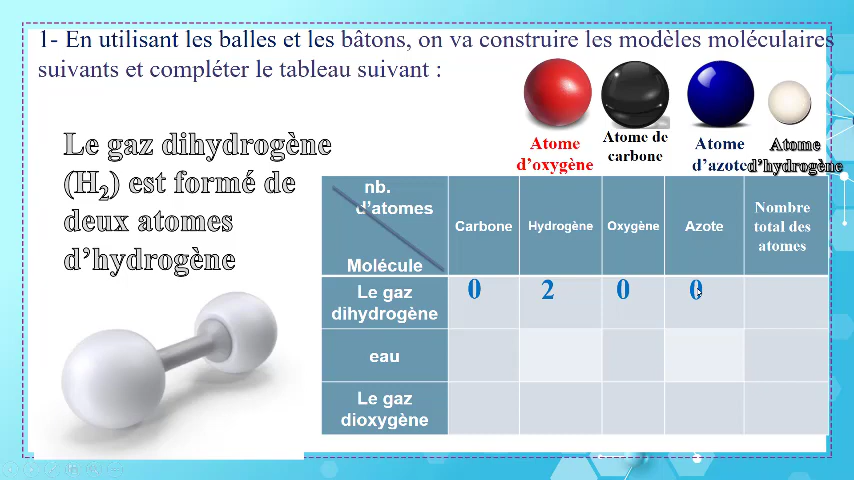 1- En utilisant les balles et les bâtons, on va construire les modèles moléculaires
suivants et compléter le tableau suivant :
Le gaz dihydrogène
(H₂) est formé de
deux atomes
d'hydrogène
Atome
d'oxygène
Atome de
carbone
Atome
d'azote
Atome
d'hydrogène
nb.
d'atomes
Molécule
Carbone
Hydrogène
Oxygène
Azote
Nombre
total des
atomes
Le gaz
dihydrogène
0
2
0
0
eau
Le gaz
dioxygène